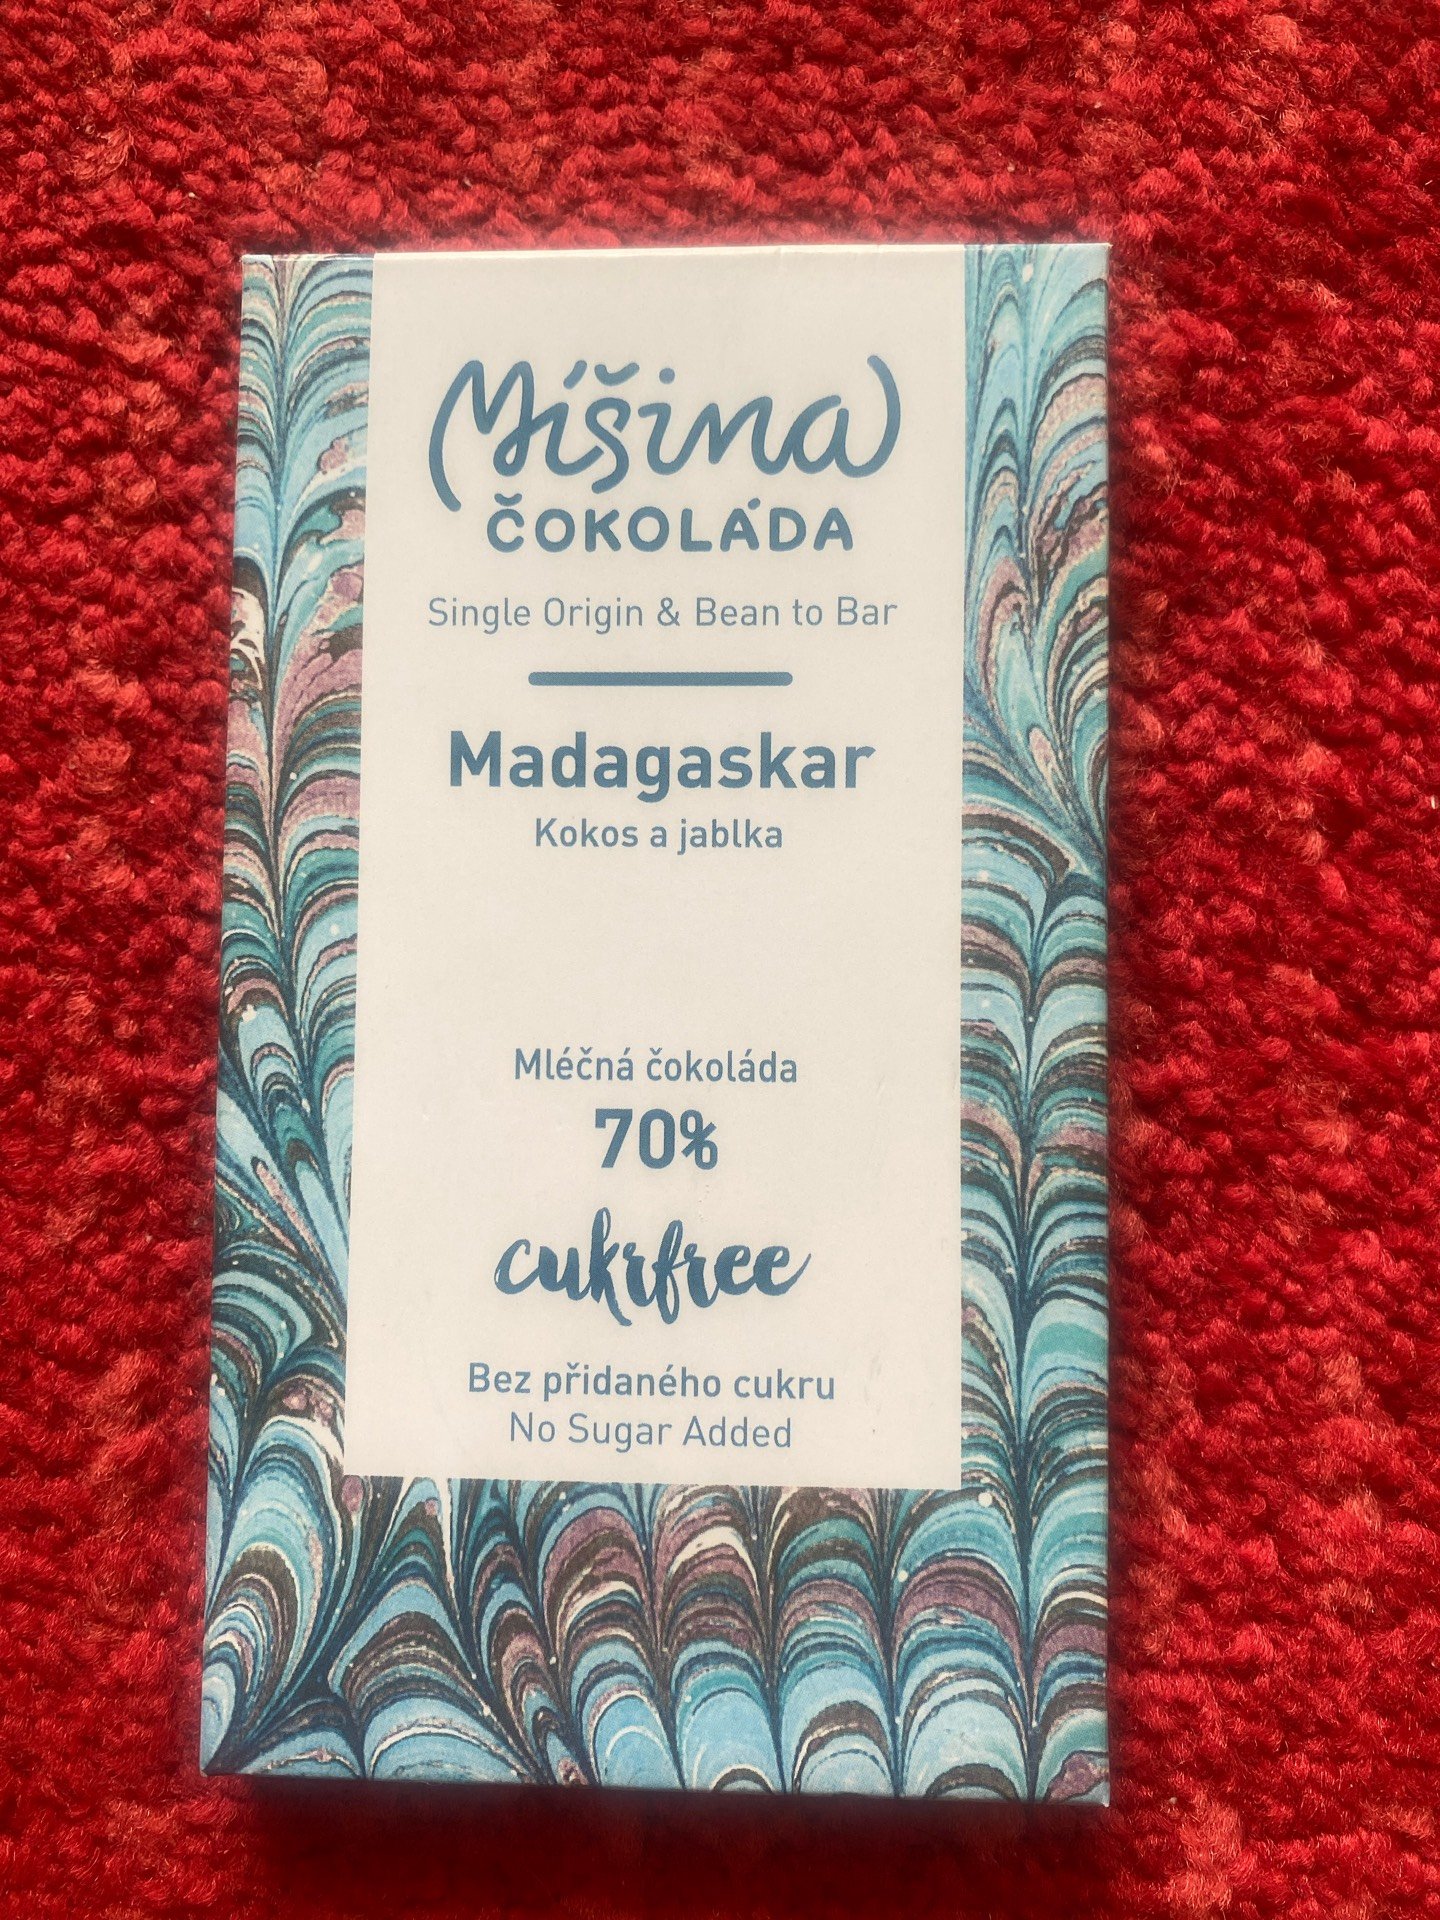 Míšina
ČOKOLÁDA
Single Origin & Bean to Bar
Madagaskar
Kokos a jablka
Mléčná čokoláda
70%
cukrfree
Bez přidaného cukru
No Sugar Added